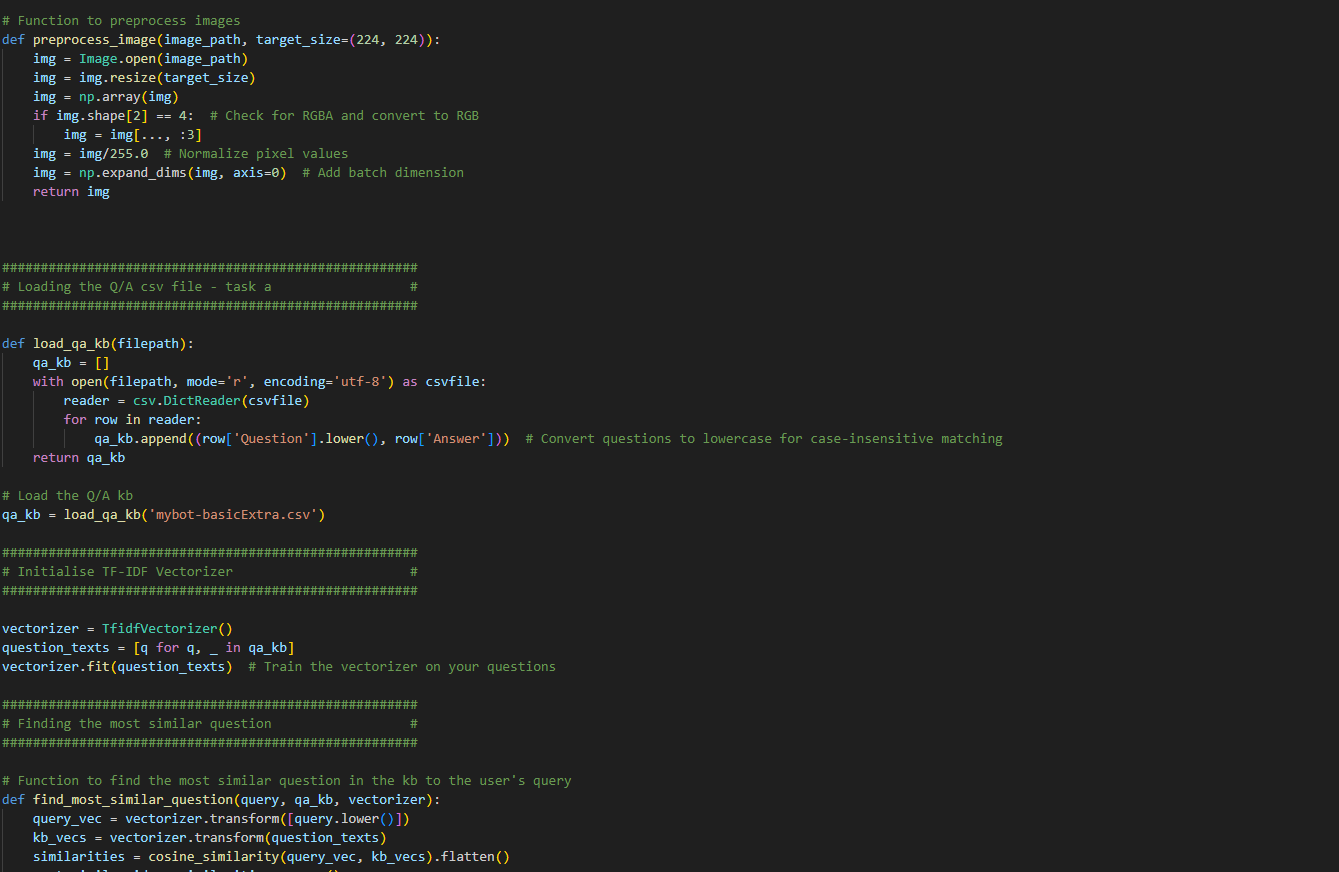 # Function to preprocess images
def preprocess_image(image_path, target_size=(224, 224)):
    img = Image.open(image_path)
    img = img.resize(target_size)
    img = np.array(img)
    if img.shape[2] == 4:  # Check for RGBA and convert to RGB
        img = img[..., :3]
    img = img/255.0  # Normalize pixel values
    img = np.expand_dims(img, axis=0)  # Add batch dimension
    return img
######################################################
# Loading the Q/A csv file - task a                  #
######################################################
def load_qa_kb(filepath):
    qa_kb = []
    with open(filepath, mode='r', encoding='utf-8') as csvfile:
        reader = csv.DictReader(csvfile)
        for row in reader:
            qa_kb.append((row['Question'].lower(), row['Answer']))  # Convert questions to lowercase for case-insensitive matching
    return qa_kb
# Load the Q/A kb
qa_kb = load_qa_kb('mybot-basicExtra.csv')
######################################################
# Initialise TF-IDF Vectorizer                       #
######################################################
vectorizer = TfidfVectorizer()
question_texts = [q for q, _ in qa_kb]
vectorizer.fit(question_texts)  # Train the vectorizer on your questions
######################################################
# Finding the most similar question                  #
######################################################
# Function to find the most similar question in the kb to the user's query
def find_most_similar_question(query, qa_kb, vectorizer):
    query_vec = vectorizer.transform([query.lower()])
    kb_vecs = vectorizer.transform(question_texts)
    similarities = cosine_similarity(query_vec, kb_vecs).flatten()